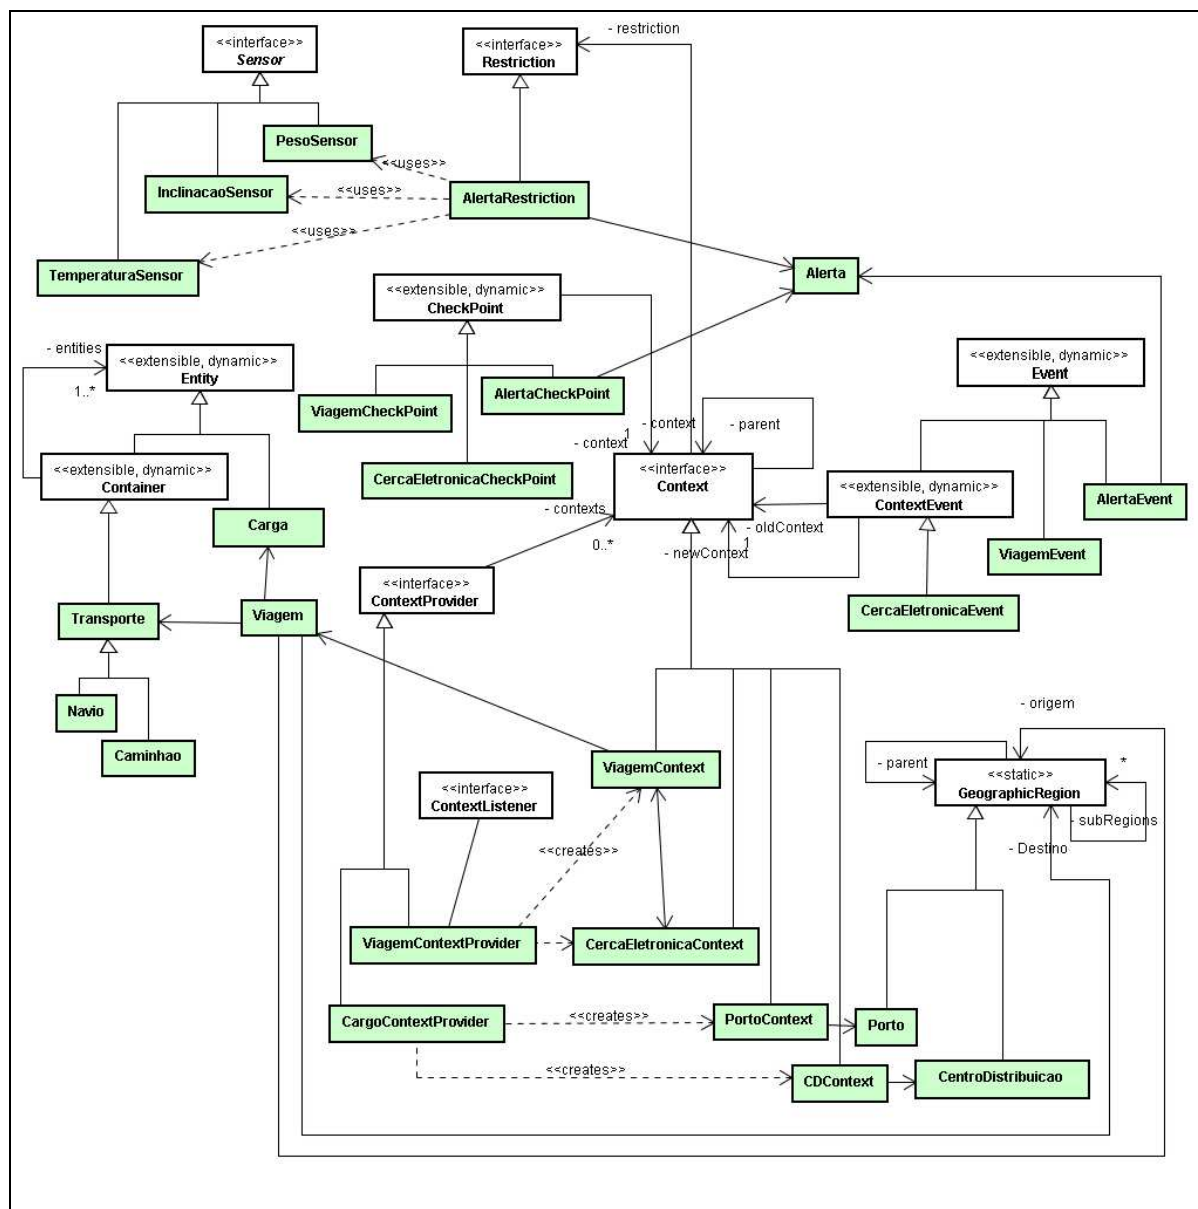 <<interface>>
Sensor
<<interface>>
Restriction
- restriction
PesoSensor
<<uses>>
InclinacaoSensor
<<uses>>
AlertaRestriction
<<uses>>
TemperaturaSensor
Alerta
<<extensible, dynamic>>
CheckPoint
- entities
1..*
<<extensible, dynamic>>
Entity
<<extensible, dynamic>>
Event
ViagemCheckPoint
AlertaCheckPoint
- context
1
- parent
- context
<<extensible, dynamic>>
Container
CercaEletronicaCheckPoint
<<interface>>
Context
<<extensible, dynamic>>
ContextEvent
AlertaEvent
Carga
- contexts
0..*
- oldContext
1
- newContext
ViagemEvent
<<interface>>
ContextProvider
CercaEletronicaEvent
Transporte
Viagem
Navio
Caminhao
- origem
ViagemContext
- parent
*
<<static>>
GeographicRegion
<<interface>>
ContextListener
- subRegions
<<creates>>
- Destino
ViagemContextProvider
CercaEletronicaContext
CargoContextProvider
<<creates>>
PortoContext
Porto
<<creates>>
CDContext
CentroDistribuicao